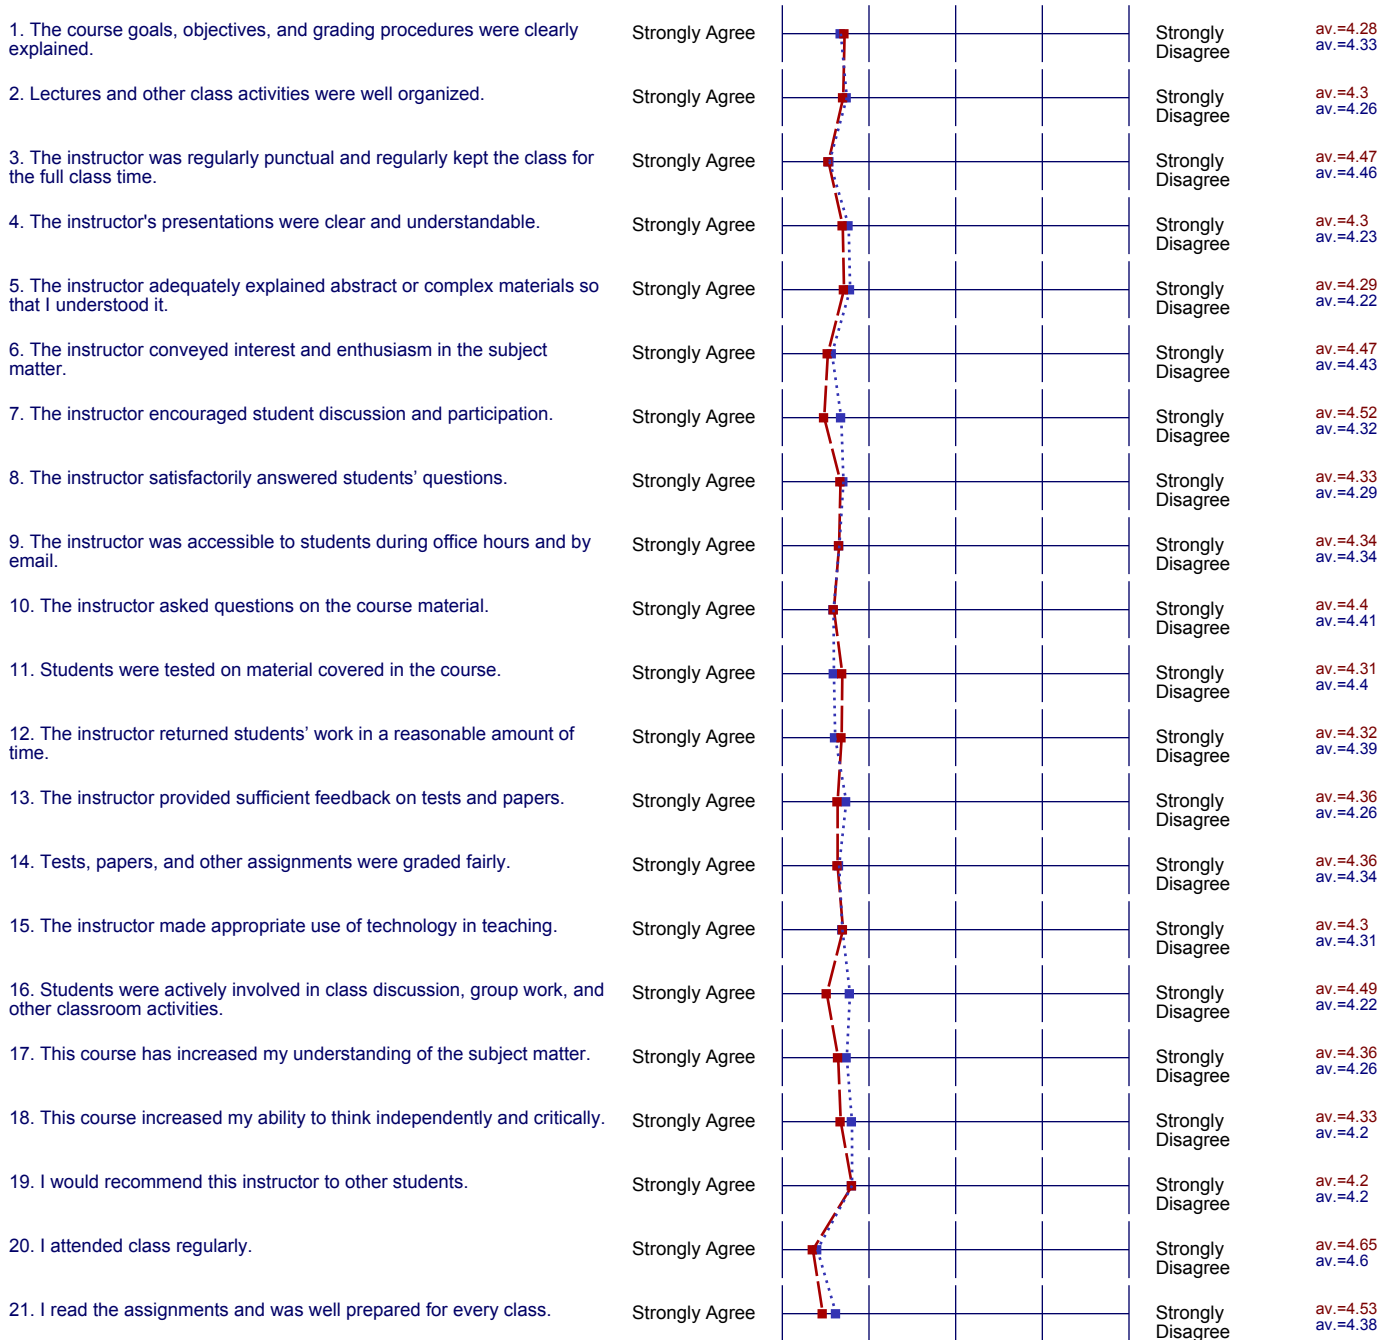 1. The course goals, objectives, and grading procedures were clearly
explained.
Strongly Agree
Strongly
Disagree
av.=4.28
av.=4.33
2. Lectures and other class activities were well organized.
Strongly Agree
Strongly
Disagree
av.=4.3
av.=4.26
3. The instructor was regularly punctual and regularly kept the class for
the full class time.
Strongly Agree
Strongly
Disagree
av.=4.47
av.=4.46
4. The instructor's presentations were clear and understandable.
Strongly Agree
Strongly
Disagree
av.=4.3
av.=4.23
5. The instructor adequately explained abstract or complex materials so
that I understood it.
Strongly Agree
Strongly
Disagree
av.=4.29
av.=4.22
6. The instructor conveyed interest and enthusiasm in the subject
matter.
Strongly Agree
Strongly
Disagree
av.=4.47
av.=4.43
7. The instructor encouraged student discussion and participation.
Strongly Agree
Strongly
Disagree
av.=4.52
av.=4.32
8. The instructor satisfactorily answered students’ questions.
Strongly Agree
Strongly
Disagree
av.=4.33
av.=4.29
9. The instructor was accessible to students during office hours and by
email.
Strongly Agree
Strongly
Disagree
av.=4.34
av.=4.34
10. The instructor asked questions on the course material.
Strongly Agree
Strongly
Disagree
av.=4.4
av.=4.41
11. Students were tested on material covered in the course.
Strongly Agree
Strongly
Disagree
av.=4.31
av.=4.4
12. The instructor returned students’ work in a reasonable amount of
time.
Strongly Agree
Strongly
Disagree
av.=4.32
av.=4.39
13. The instructor provided sufficient feedback on tests and papers.
Strongly Agree
Strongly
Disagree
av.=4.36
av.=4.26
14. Tests, papers, and other assignments were graded fairly.
Strongly Agree
Strongly
Disagree
av.=4.36
av.=4.34
15. The instructor made appropriate use of technology in teaching.
Strongly Agree
Strongly
Disagree
av.=4.3
av.=4.31
16. Students were actively involved in class discussion, group work, and
other classroom activities.
Strongly Agree
Strongly
Disagree
av.=4.49
av.=4.22
17. This course has increased my understanding of the subject matter.
Strongly Agree
Strongly
Disagree
av.=4.36
av.=4.26
18. This course increased my ability to think independently and critically.
Strongly Agree
Strongly
Disagree
av.=4.33
av.=4.2
19. I would recommend this instructor to other students.
Strongly Agree
Strongly
Disagree
av.=4.2
av.=4.2
20. I attended class regularly.
Strongly Agree
Strongly
Disagree
av.=4.65
av.=4.6
21. I read the assignments and was well prepared for every class.
Strongly Agree
Strongly
Disagree
av.=4.53
av.=4.38